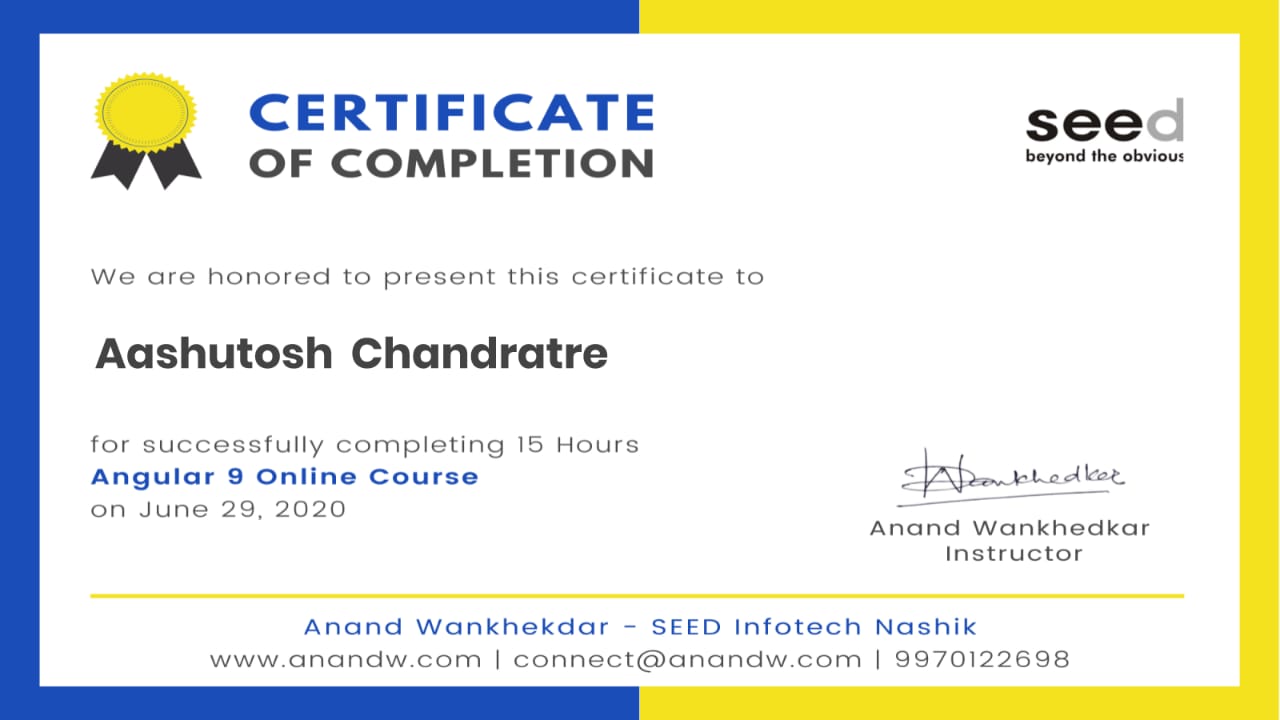 CERTIFICATE
OF COMPLETION
seed
beyond the obvious
We are honored to present this certificate to
Aashutosh Chandratre
for successfully completing 15 Hours
Angular 9 Online Course
on June 29, 2020
Wankhedkar
Anand Wankhedkar
Instructor
Anand Wankhekdar - SEED Infotech Nashik
www.anandw.com | connect@anandw.com | 9970122698